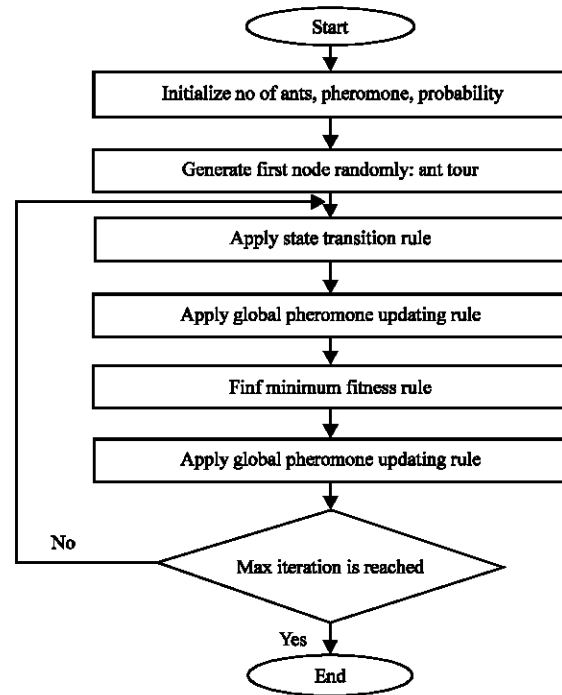 Start
Initialize no of ants, pheromone, probability
Generate first node randomly: ant tour
Apply state transition rule
Apply global pheromone updating rule
Finf minimum fitness rule
Apply global pheromone updating rule
No
Max iteration is reached
Yes
End